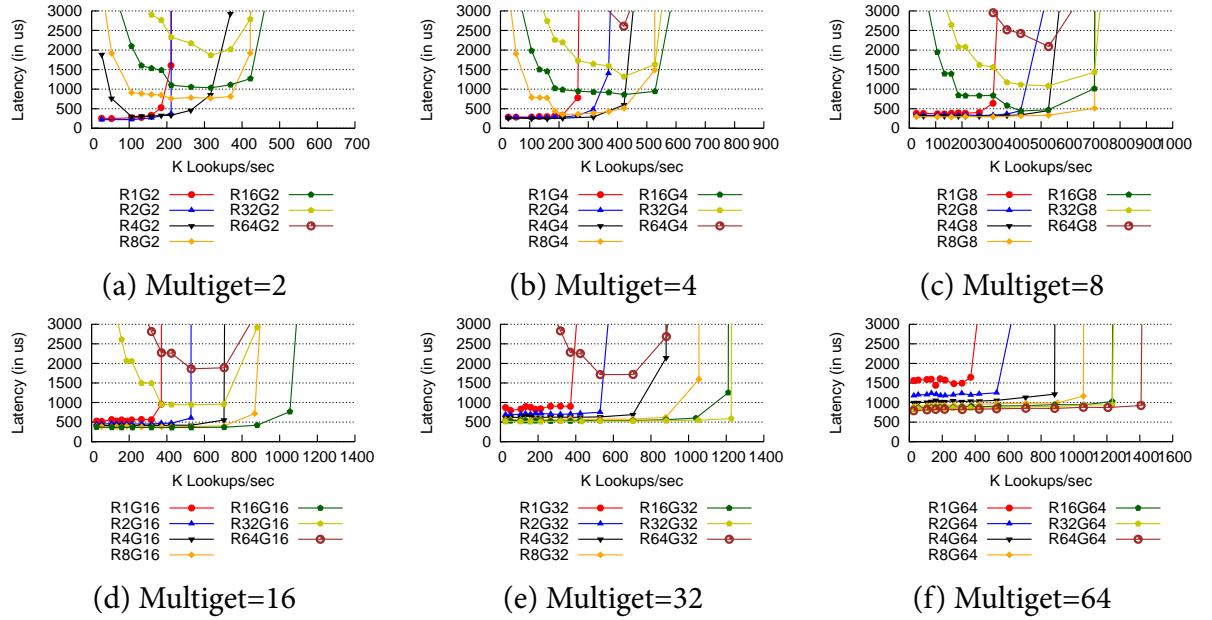 3000
2500
2000
1500
1000
500
0
Latency (in us)
0 100 200 300 400 500 600 700
K Lookups/sec
R1G2 R16G2
R2G2 R32G2
R4G2 R64G2
R8G2
(a) Multiget=2
3000
2500
2000
1500
1000
500
0
Latency (in us)
0 100 200 300 400 500 600 700 800 900
K Lookups/sec
R1G4 R16G4
R2G4 R32G4
R4G4 R64G4
R8G4
(b) Multiget=4
3000
2500
2000
1500
1000
500
0
Latency (in us)
0 100 200 300 400 500 600 700 800 900 1000
K Lookups/sec
R1G8 R16G8
R2G8 R32G8
R4G8 R64G8
R8G8
(c) Multiget=8
3000
2500
2000
1500
1000
500
0
Latency (in us)
0 200 400 600 800 1000 1200 1400
K Lookups/sec
R1G16 R16G16
R2G16 R32G16
R4G16 R64G16
R8G16
(d) Multiget=16
3000
2500
2000
1500
1000
500
0
Latency (in us)
0 200 400 600 800 1000 1200 1400
K Lookups/sec
R1G32 R16G32
R2G32 R32G32
R4G32 R64G32
R8G32
(e) Multiget=32
3000
2500
2000
1500
1000
500
0
Latency (in us)
0 200 400 600 800 1000 1200 1400 1600
K Lookups/sec
R1G64 R16G64
R2G64 R32G64
R4G64 R64G64
R8G64
(f) Multiget=64